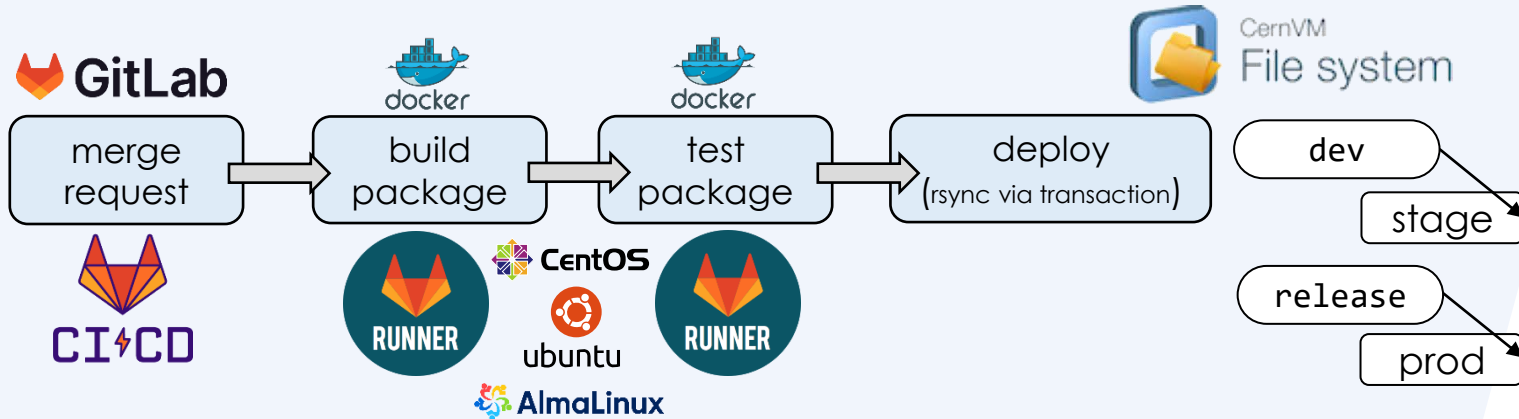 GitLab
docker
docker
CernVM
File system
merge
request
build
package
test
package
deploy
(rsync via transaction)
dev
stage
release
prod
CI CD
RUNNER
CentOS
ubuntu
AlmaLinux
RUNNER